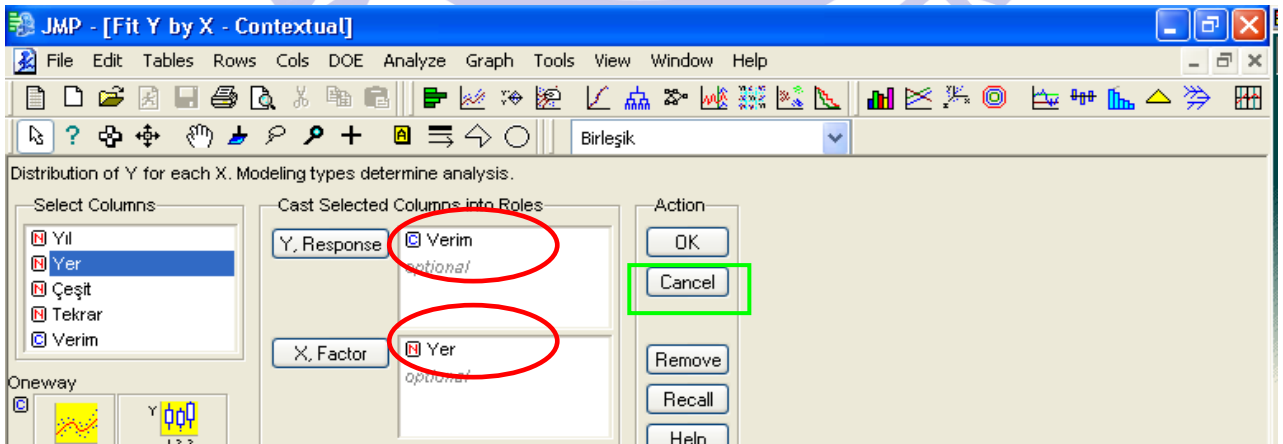 JMP - [Fit Y by X - Contextual]
File Edit Tables Rows Cols DOE Analyze Graph Tools View Window Help
Birleşik
Distribution of Y for each X. Modeling types determine analysis.
Select Columns
N Yıl
N Yer
N Çeşit
N Tekrar
C Verim
Cast Selected Columns into Roles
Y, Response
C Verim
optional
X, Factor
N Yer
optional
Action
OK
Cancel
Remove
Recall
Help
Oneway
C
Y